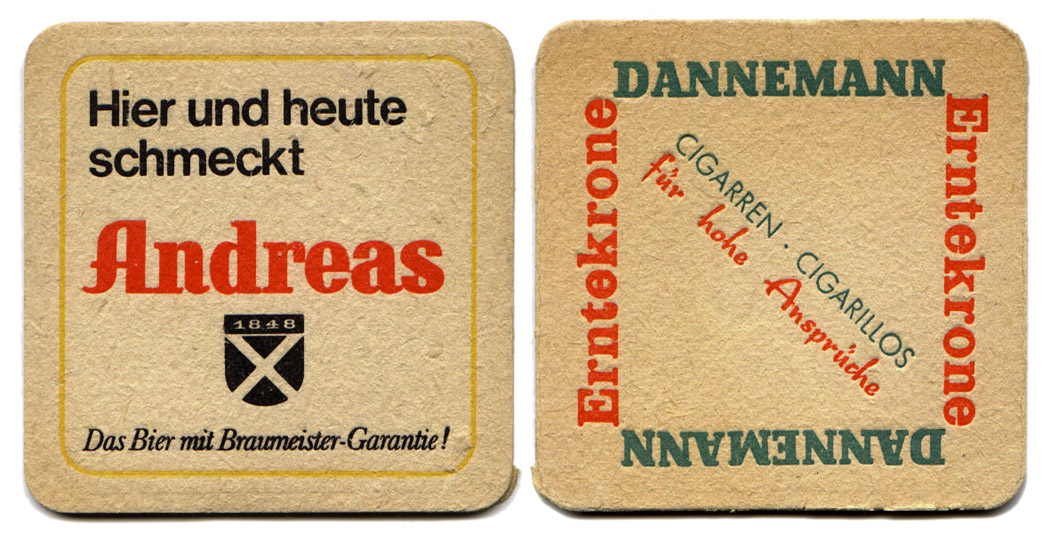 Hier und heute
schmeckt
Andreas
1848
Das Bier mit Braumeister-Garantie!
DANNEMANN
Erntekrone
CIGARREN · CIGARILLOS
für hohe Ansprüche
Erntekrone
DANNEMANN